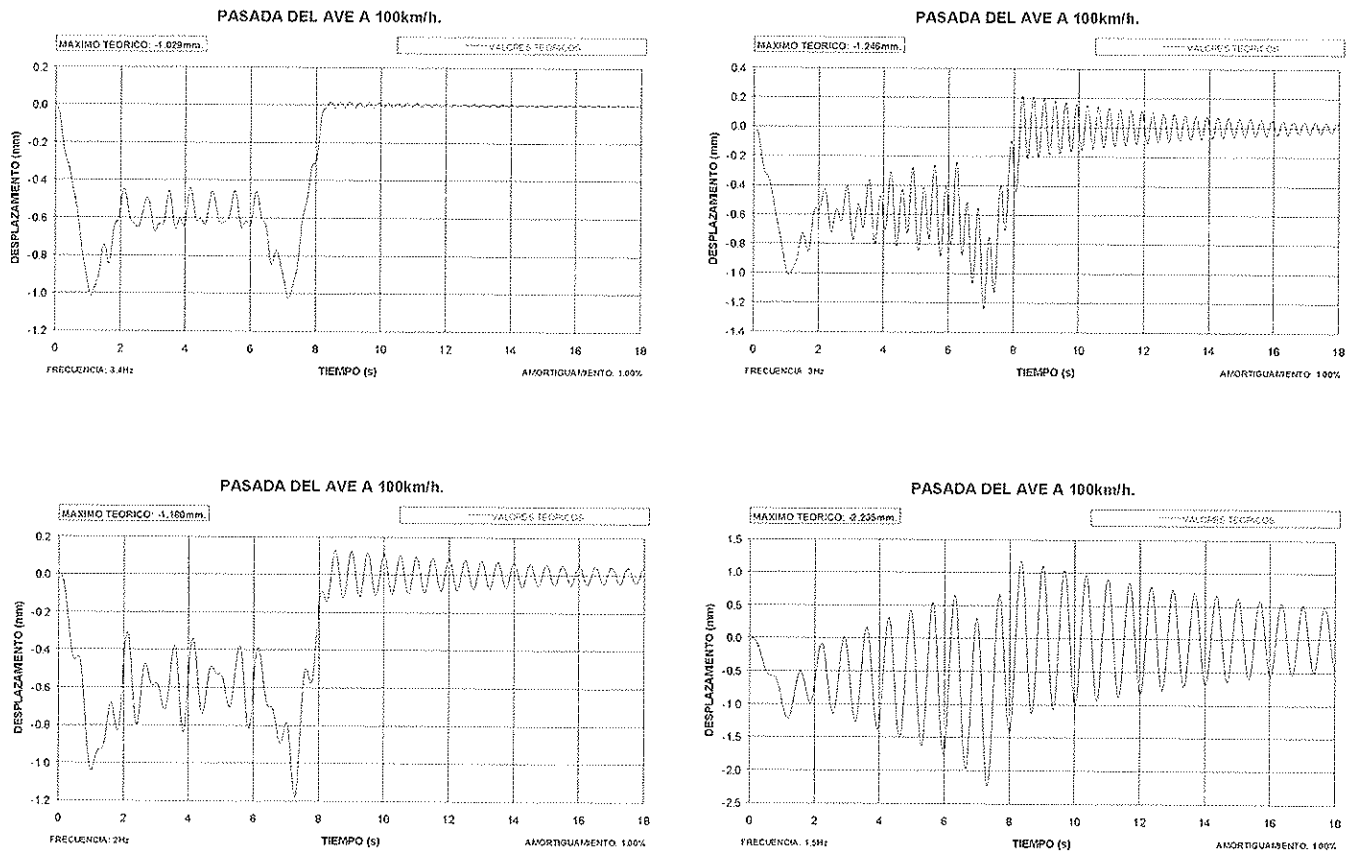 PASADA DEL AVE A 100km/h.
MAXIMO TEORICO: -1.029mm.
VALORES TEORICOS
DESPLAZAMIENTO (mm)
0.2
0.0
-0.2
-0.4
-0.6
-0.8
-1.0
-1.2
0 2 4 6 8 10 12 14 16 18
FRECUENCIA: 3.4Hz
TIEMPO (s)
AMORTIGUAMIENTO: 1.00%
PASADA DEL AVE A 100km/h.
MAXIMO TEORICO: -1.246mm.
VALORES TEORICOS
DESPLAZAMIENTO (mm)
0.4
0.2
0.0
-0.2
-0.4
-0.6
-0.8
-1.0
-1.2
-1.4
0 2 4 6 8 10 12 14 16 18
FRECUENCIA: 3Hz
TIEMPO (s)
AMORTIGUAMIENTO: 1.00%
PASADA DEL AVE A 100km/h.
MAXIMO TEORICO: -1.180mm.
VALORES TEORICOS
DESPLAZAMIENTO (mm)
0.2
0.0
-0.2
-0.4
-0.6
-0.8
-1.0
-1.2
0 2 4 6 8 10 12 14 16 18
FRECUENCIA: 2Hz
TIEMPO (s)
AMORTIGUAMIENTO: 1.00%
PASADA DEL AVE A 100km/h.
MAXIMO TEORICO: -2.235mm.
VALORES TEORICOS
DESPLAZAMIENTO (mm)
1.5
1.0
0.5
0.0
-0.5
-1.0
-1.5
-2.0
-2.5
0 2 4 6 8 10 12 14 16 18
FRECUENCIA: 1.5Hz
TIEMPO (s)
AMORTIGUAMIENTO: 1.00%